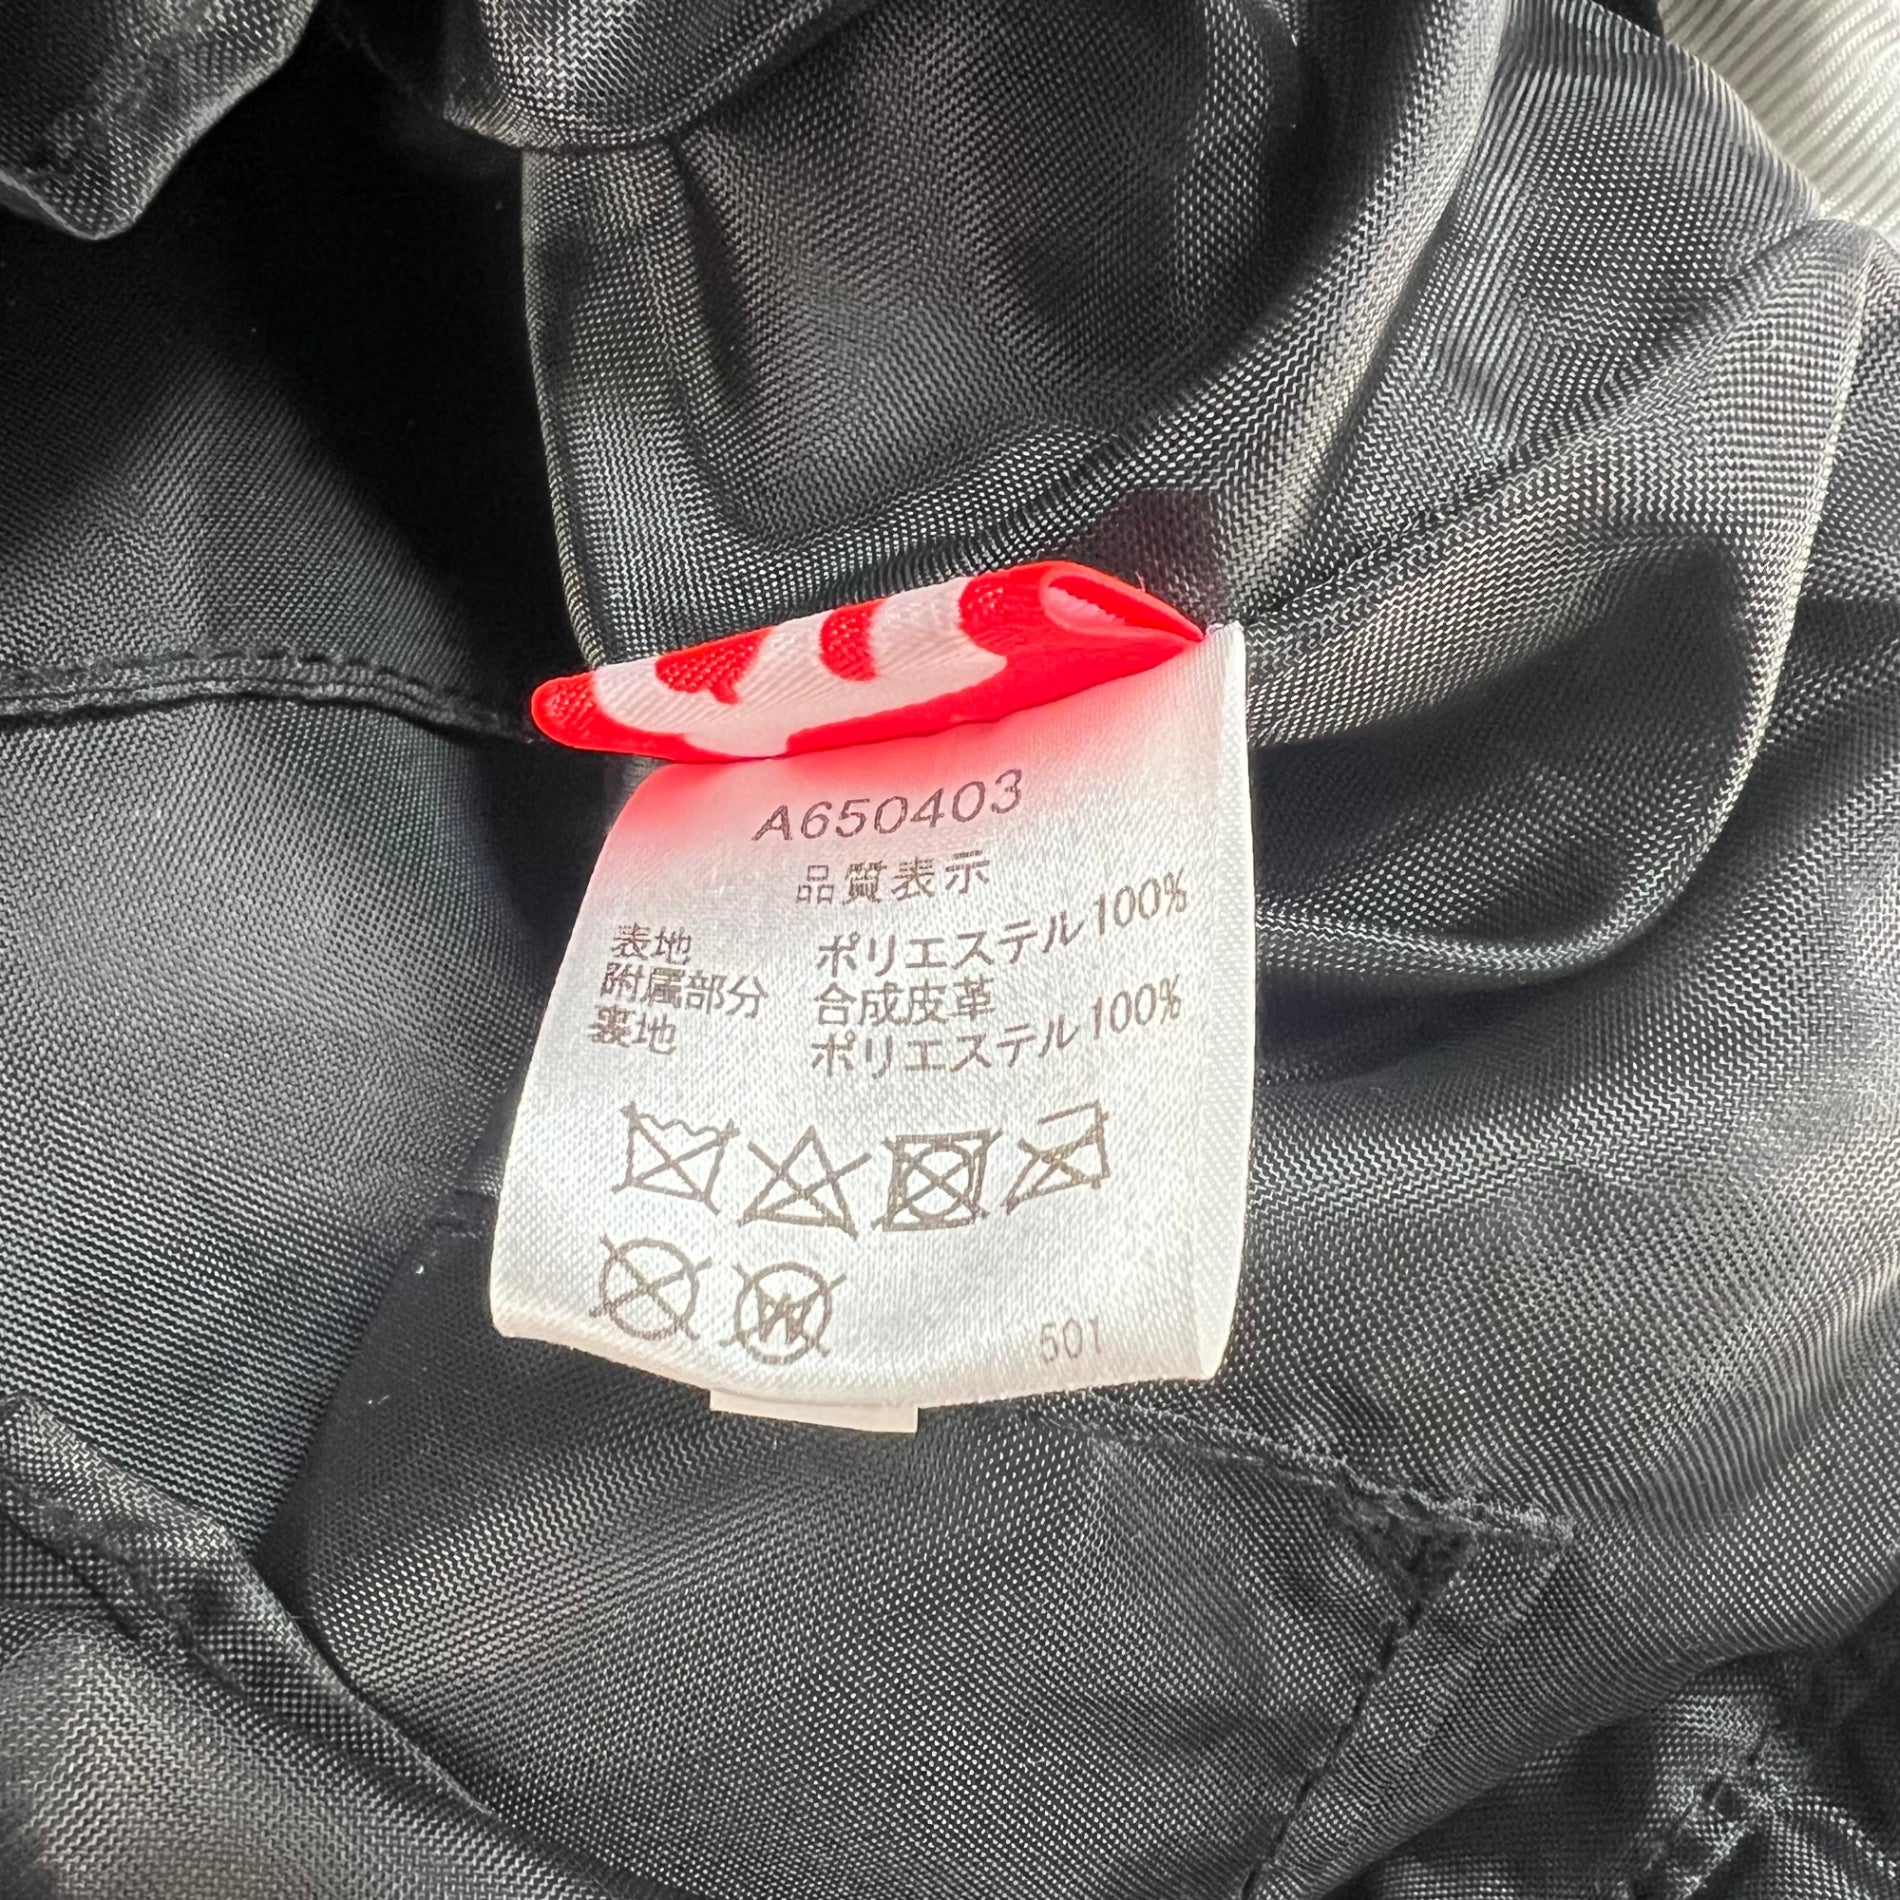 A650403
品質表示
表地 ポリエステル100%
附属部分 合成皮革
裏地 ポリエステル100%
W
501